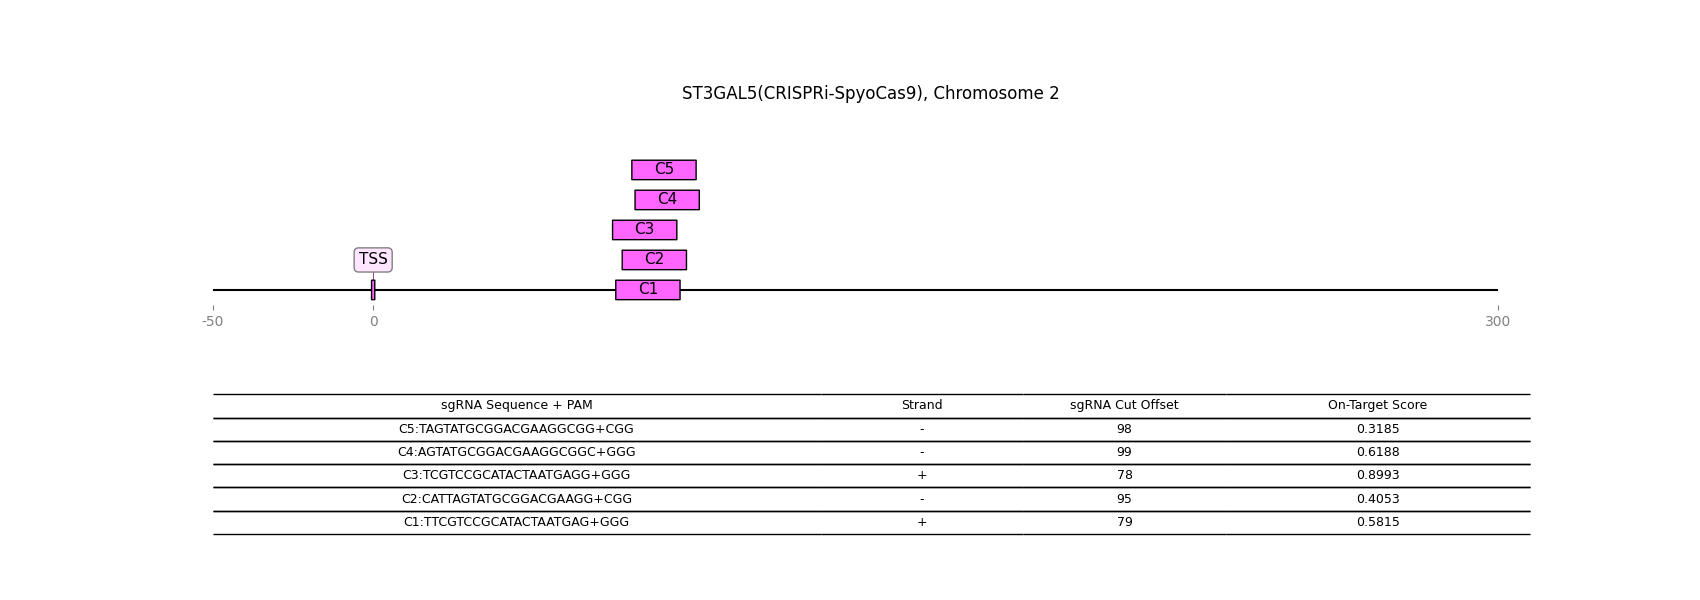 ST3GAL5(CRISPRi-SpyoCas9), Chromosome 2
C5
C4
C3
TSS C2
C1
-50 0 300
sgRNA Sequence + PAM Strand sgRNA Cut Offset On-Target Score
C5:TAGTATGCGGACGAAGGCGG+CGG - 98 0.3185
C4:AGTATGCGGACGAAGGCGGC+GGG - 99 0.6188
C3:TCGTCCGCATACTAATGAGG+GGG + 78 0.8993
C2:CATTAGTATGCGGACGAAGG+CGG - 95 0.4053
C1:TTCGTCCGCATACTAATGAG+GGG + 79 0.5815